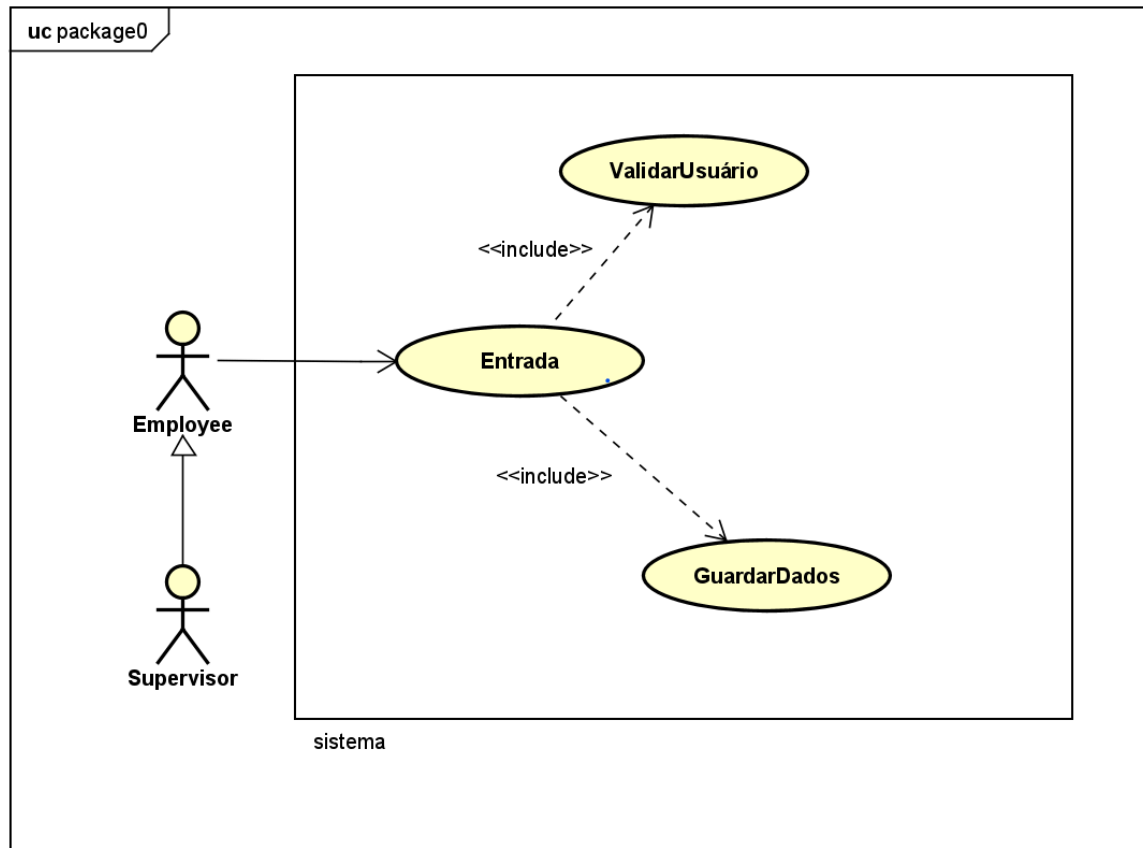 uc package0
ValidarUsuário
<<include>>
Entrada
Employee
<<include>>
GuardarDados
Supervisor
sistema